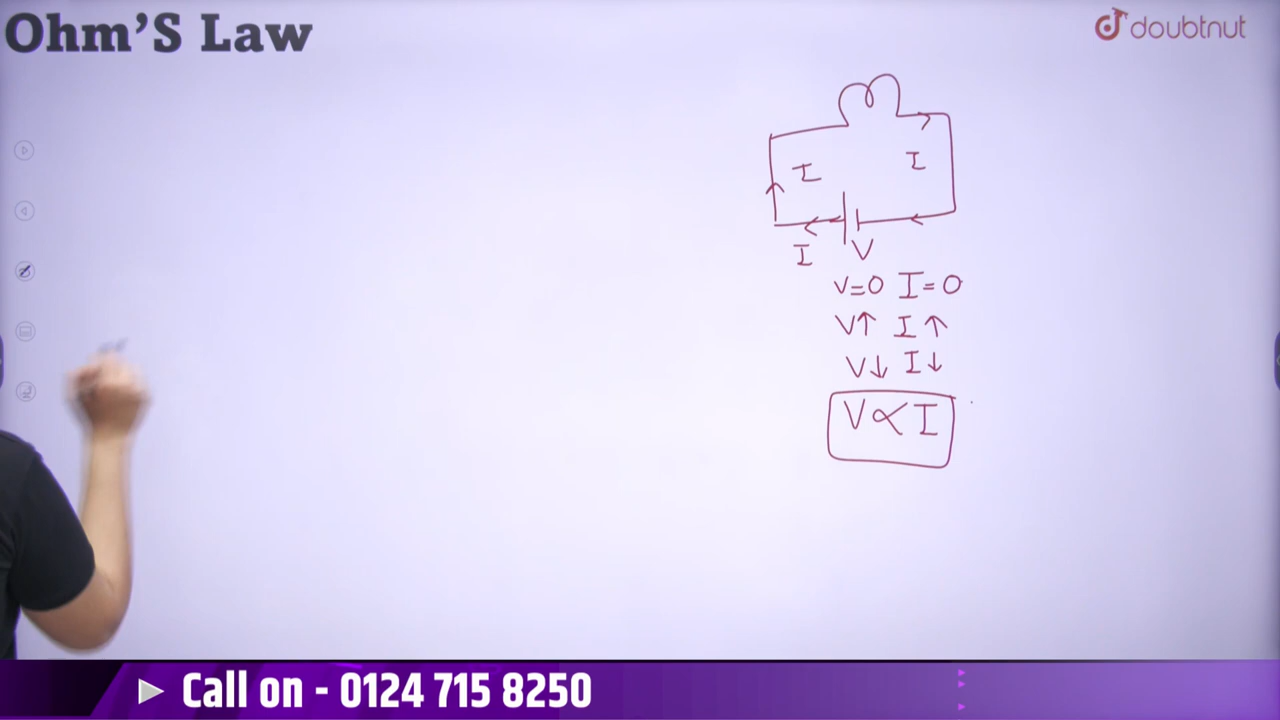 Ohm'S Law
doubtnut
I
I
I
V
V=0 I=0
V↑ I↑
V↓ I↓
V∝I
Call on - 0124 715 8250